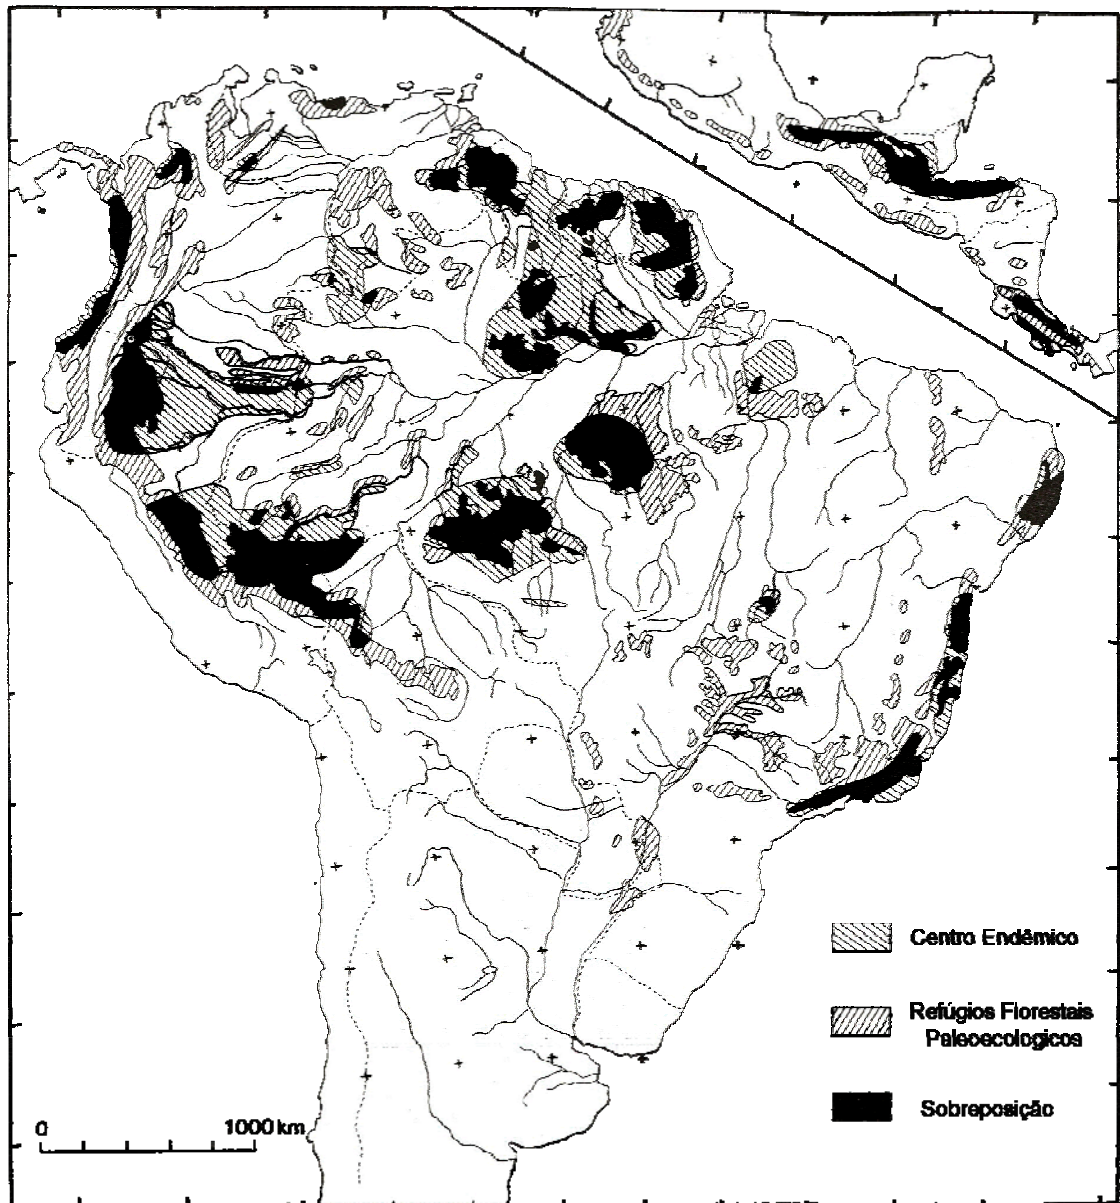 Centro Endêmico
Refúgios Florestais
Paleoecologicos
Sobreposição
0 1000 km